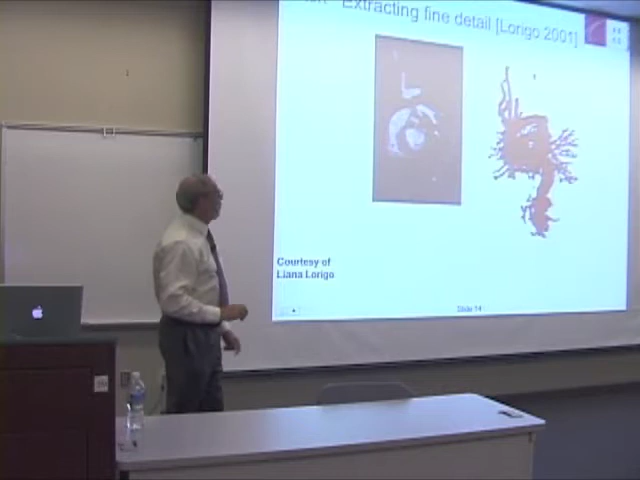 Extracting fine detail [Lorigo 2001]
Courtesy of
Liana Lorigo
Slide 14